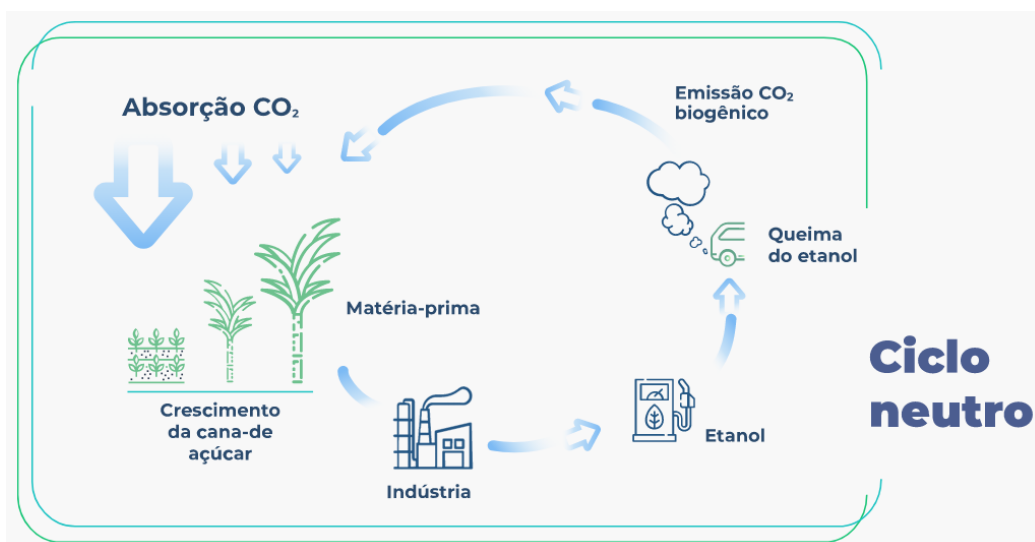 Absorção CO₂
Emissão CO₂
biogênico
Queima
do etanol
Matéria-prima
Crescimento
da cana-de
açúcar
Indústria
Etanol
Ciclo
neutro